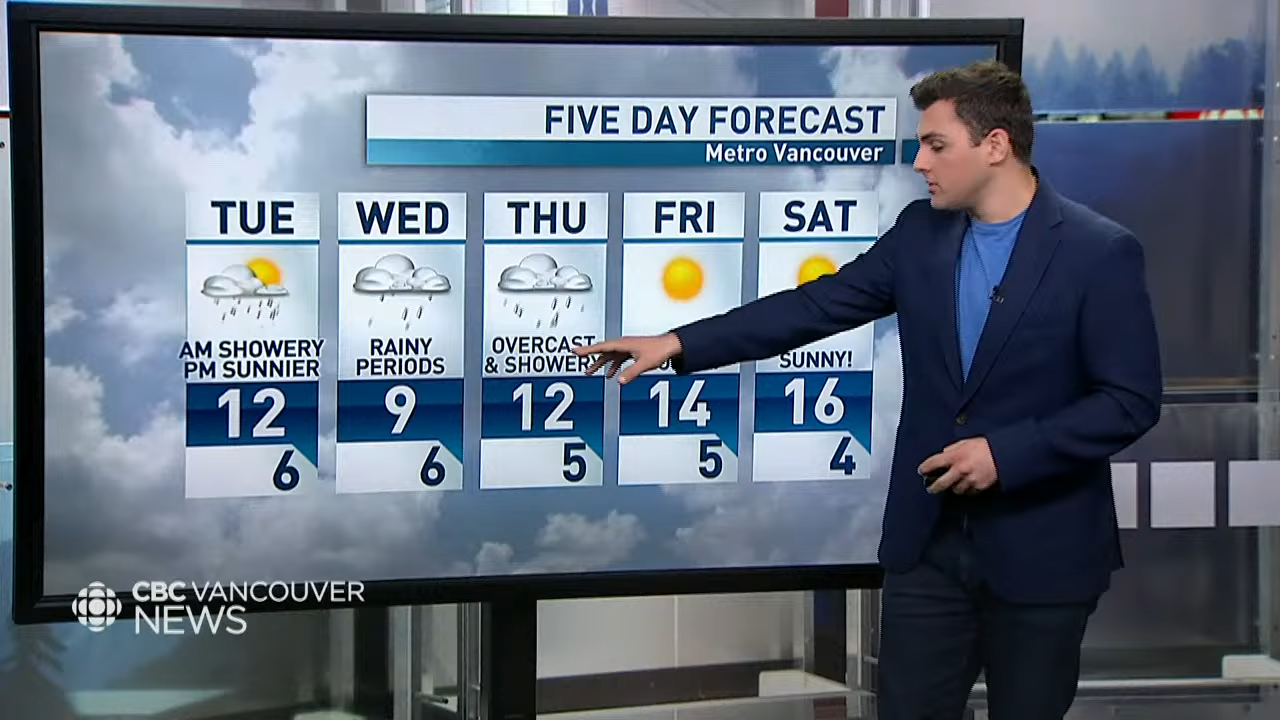 FIVE DAY FORECAST
Metro Vancouver
TUE
WED
THU
FRI
SAT
AM SHOWERY
PM SUNNIER
RAINY
PERIODS
OVERCAST
& SHOWERY
SUNNY!
12
9
12
14
16
6
6
5
5
4
CBC VANCOUVER
NEWS